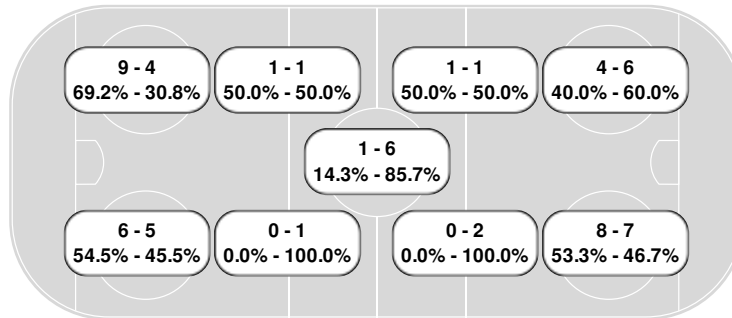 9 - 4
69.2% - 30.8%
1 - 1
50.0% - 50.0%
1 - 1
50.0% - 50.0%
4 - 6
40.0% - 60.0%
1 - 6
14.3% - 85.7%
6 - 5
54.5% - 45.5%
0 - 1
0.0% - 100.0%
0 - 2
0.0% - 100.0%
8 - 7
53.3% - 46.7%